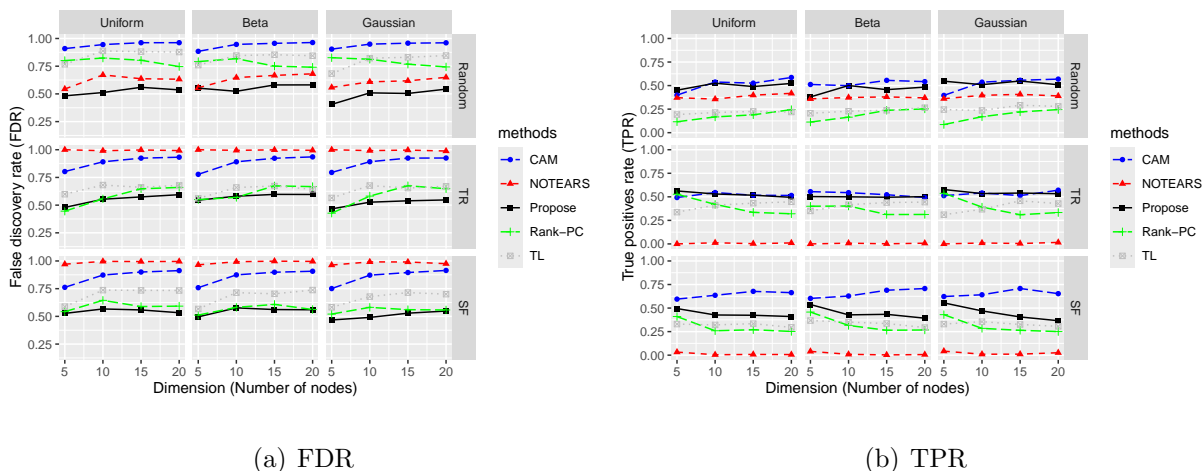 Uniform Beta Gaussian
False discovery rate (FDR)
1.00
0.75
0.50
0.25
Random
1.00
0.75
0.50
0.25
TR
1.00
0.75
0.50
0.25
SF
5 10 15 20 5 10 15 20 5 10 15 20
Dimension (Number of nodes)
methods
CAM
NOTEARS
Propose
Rank−PC
TL
(a) FDR
Uniform Beta Gaussian
True positives rate (TPR)
1.00
0.75
0.50
0.25
0.00
Random
1.00
0.75
0.50
0.25
0.00
TR
1.00
0.75
0.50
0.25
0.00
SF
5 10 15 20 5 10 15 20 5 10 15 20
Dimension (Number of nodes)
methods
CAM
NOTEARS
Propose
Rank−PC
TL
(b) TPR